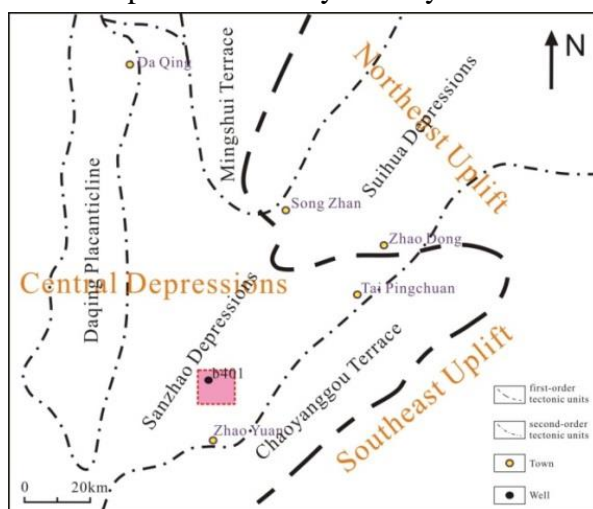 Da Qing
Mingshui Terrace
Northeast Uplift
Suihua Depressions
N
Song Zhan
Zhao Dong
Daqing Placanticline
Central Depressions
Tai Pingchuan
Sanzhao Depressions
b401
Chaoyanggou Terrace
Southeast Uplift
Zhao Yuan
first-order
tectonic units
second-order
tectonic units
Town
Well
0 20km